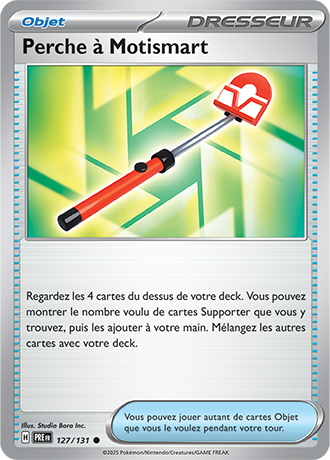 Objet
DRESSEUR
Perche à Motismart
Regardez les 4 cartes du dessus de votre deck. Vous pouvez
montrer le nombre voulu de cartes Supporter que vous y
trouvez, puis les ajouter à votre main. Mélangez les autres
cartes avec le deck.
Illus. Studio Bora Inc.
H PRE FR 127/131
Vous pouvez jouer autant de cartes Objet
que vous le voulez pendant votre tour.
©2025 Pokémon/Nintendo/Creatures/GAME FREAK